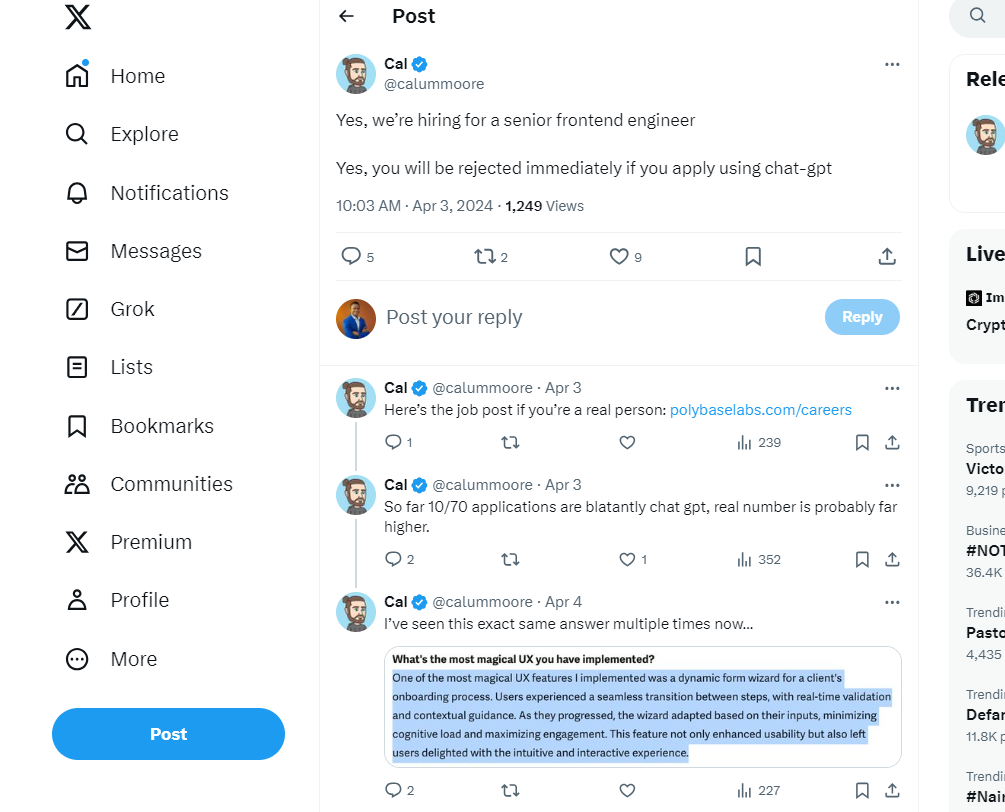 Post
Cal
@calummoore
Yes, we’re hiring for a senior frontend engineer
Yes, you will be rejected immediately if you apply using chat-gpt
10:03 AM · Apr 3, 2024 · 1,249 Views
5 2 9
Post your reply Reply
Cal @calummoore · Apr 3
Here’s the job post if you’re a real person: polybaselabs.com/careers
1 239
Cal @calummoore · Apr 3
So far 10/70 applications are blatantly chat gpt, real number is probably far
higher.
2 1 352
Cal @calummoore · Apr 4
I’ve seen this exact same answer multiple times now...
What's the most magical UX you have implemented?
One of the most magical UX features I implemented was a dynamic form wizard for a client's
onboarding process. Users experienced a seamless transition between steps, with real-time validation
and contextual guidance. As they progressed, the wizard adapted based on their inputs, minimizing
cognitive load and maximizing engagement. This feature not only enhanced usability but also left
users delighted with the intuitive and interactive experience.
2 227
X
Home
Explore
Notifications
Messages
Grok
Lists
Bookmarks
Communities
Premium
Profile
More
Post
Rele
Live
Im
Crypt
Tren
Sports
Victo
9,219 p
Busine
#NOT
36.4K
Trendi
Pasto
4,435
Trendi
Defar
11.8K p
Trendi
#Nair